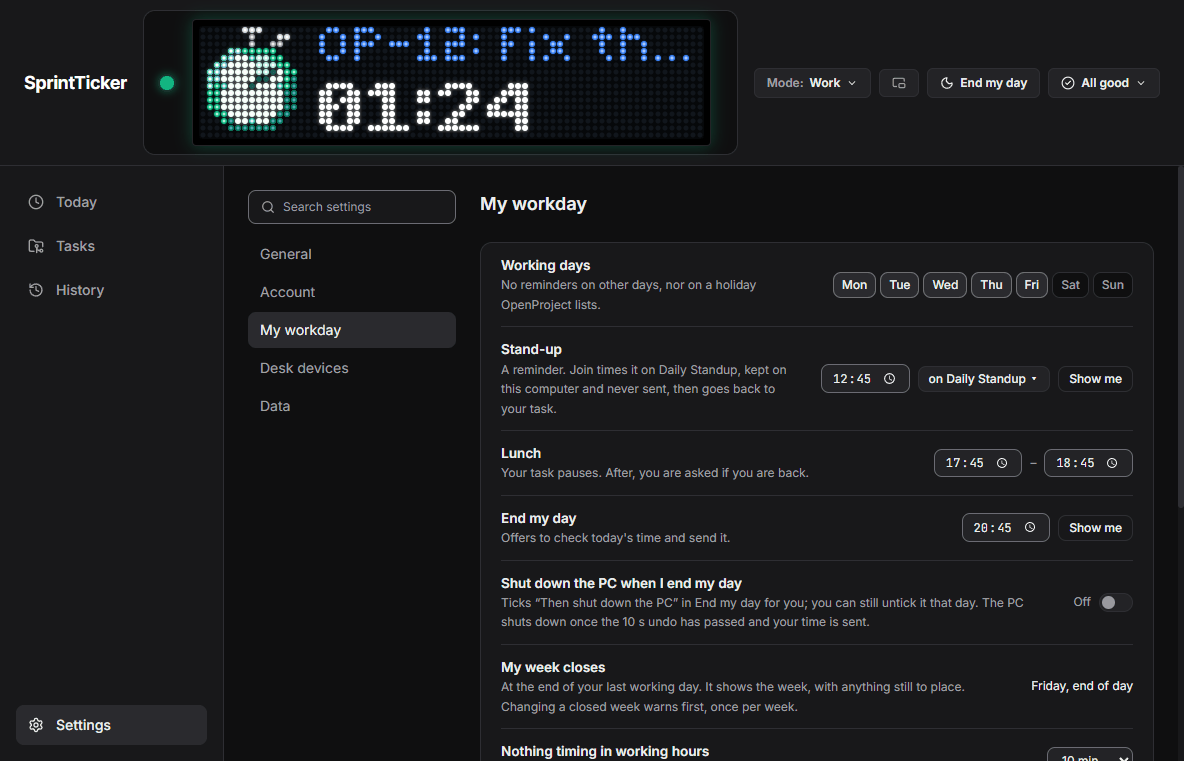 SprintTicker
OP-12: Fix th...
01:24
Mode: Work
End my day
All good
Today
Tasks
History
Settings
Search settings
General
Account
My workday
Desk devices
Data
My workday
Working days
No reminders on other days, nor on a holiday
OpenProject lists.
Mon Tue Wed Thu Fri Sat Sun
Stand-up
A reminder. Join times it on Daily Standup, kept on
this computer and never sent, then goes back to
your task.
12:45 on Daily Standup Show me
Lunch
Your task pauses. After, you are asked if you are back.
17:45 – 18:45
End my day
Offers to check today's time and send it.
20:45 Show me
Shut down the PC when I end my day
Ticks “Then shut down the PC” in End my day for you; you can still untick it that day. The PC
shuts down once the 10 s undo has passed and your time is sent.
Off
My week closes
At the end of your last working day. It shows the week, with anything still to place.
Changing a closed week warns first, once per week.
Friday, end of day
Nothing timing in working hours
10 min